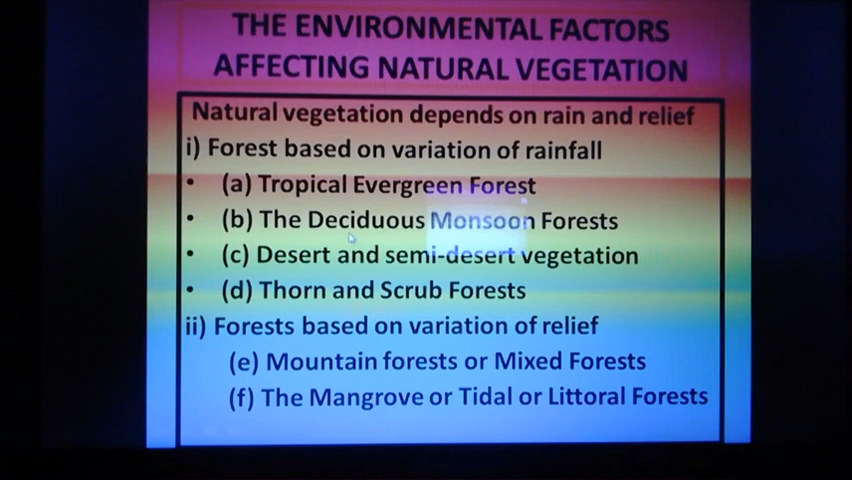 THE ENVIRONMENTAL FACTORS
AFFECTING NATURAL VEGETATION
Natural vegetation depends on rain and relief
i) Forest based on variation of rainfall
• (a) Tropical Evergreen Forest
• (b) The Deciduous Monsoon Forests
• (c) Desert and semi-desert vegetation
• (d) Thorn and Scrub Forests
ii) Forests based on variation of relief
(e) Mountain forests or Mixed Forests
(f) The Mangrove or Tidal or Littoral Forests